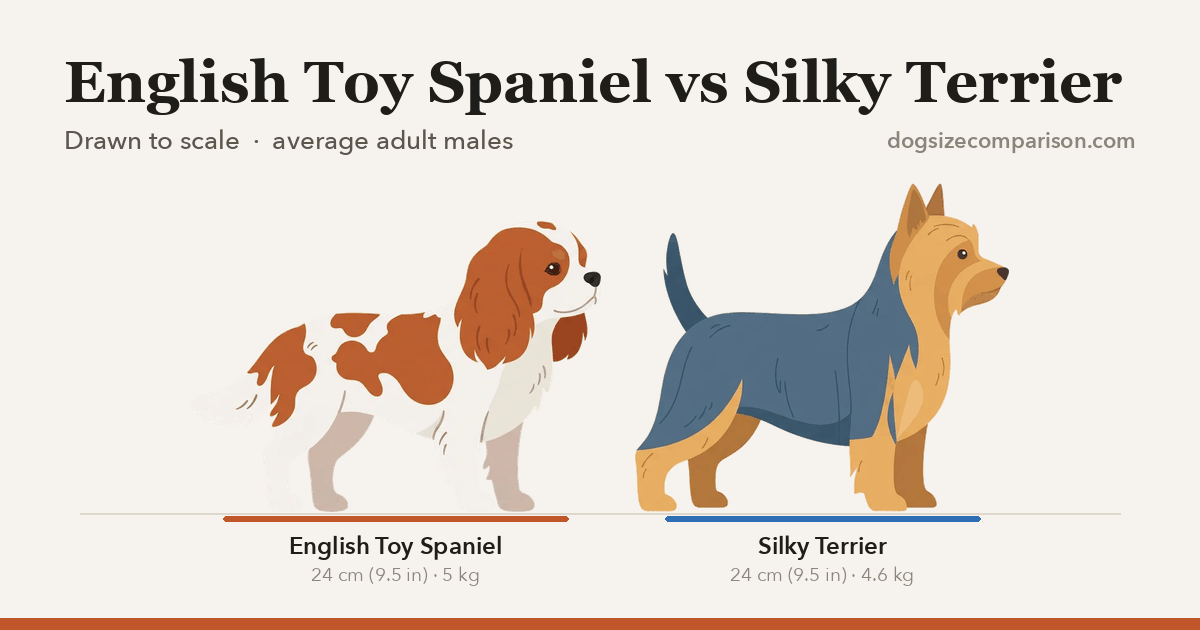 English Toy Spaniel vs Silky Terrier
Drawn to scale · average adult males
dogsizecomparison.com
English Toy Spaniel
24 cm (9.5 in) · 5 kg
Silky Terrier
24 cm (9.5 in) · 4.6 kg